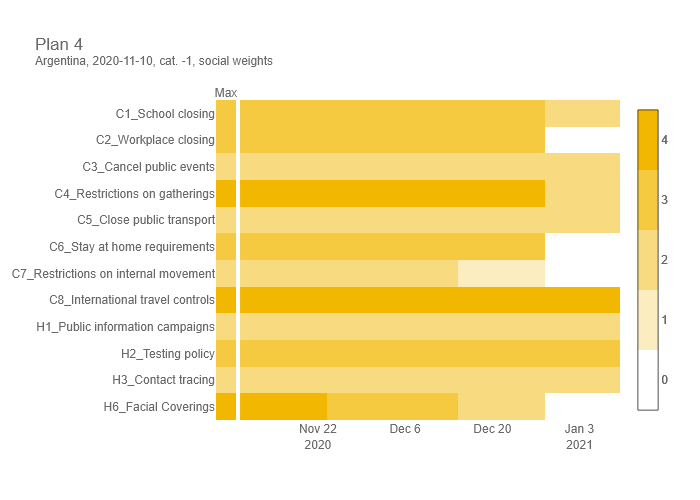 Plan 4
Argentina, 2020-11-10, cat. -1, social weights
Max
C1_School closing
C2_Workplace closing
C3_Cancel public events
C4_Restrictions on gatherings
C5_Close public transport
C6_Stay at home requirements
C7_Restrictions on internal movement
C8_International travel controls
H1_Public information campaigns
H2_Testing policy
H3_Contact tracing
H6_Facial Coverings
Nov 22 Dec 6 Dec 20 Jan 3
2020 2021
4
3
2
1
0